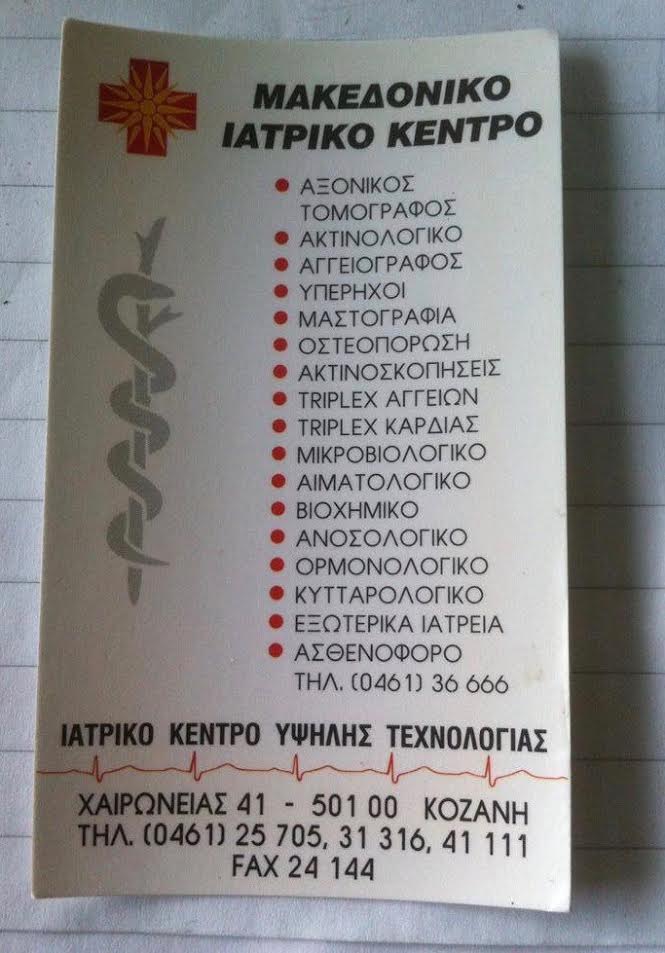 ΜΑΚΕΔΟΝΙΚΟ
ΙΑΤΡΙΚΟ ΚΕΝΤΡΟ
• ΑΞΟΝΙΚΟΣ
ΤΟΜΟΓΡΑΦΟΣ
• ΑΚΤΙΝΟΛΟΓΙΚΟ
• ΑΓΓΕΙΟΓΡΑΦΟΣ
• ΥΠΕΡΗΧΟΙ
• ΜΑΣΤΟΓΡΑΦΙΑ
• ΟΣΤΕΟΠΟΡΩΣΗ
• ΑΚΤΙΝΟΣΚΟΠΗΣΕΙΣ
• TRIPLEX ΑΓΓΕΙΩΝ
• TRIPLEX ΚΑΡΔΙΑΣ
• ΜΙΚΡΟΒΙΟΛΟΓΙΚΟ
• ΑΙΜΑΤΟΛΟΓΙΚΟ
• ΒΙΟΧΗΜΙΚΟ
• ΑΝΟΣΟΛΟΓΙΚΟ
• ΟΡΜΟΝΟΛΟΓΙΚΟ
• ΚΥΤΤΑΡΟΛΟΓΙΚΟ
• ΕΞΩΤΕΡΙΚΑ ΙΑΤΡΕΙΑ
• ΑΣΘΕΝΟΦΟΡΟ
ΤΗΛ. (0461) 36 666
ΙΑΤΡΙΚΟ ΚΕΝΤΡΟ ΥΨΗΛΗΣ ΤΕΧΝΟΛΟΓΙΑΣ
ΧΑΙΡΩΝΕΙΑΣ 41 - 501 00 ΚΟΖΑΝΗ
ΤΗΛ. (0461) 25 705, 31 316, 41 111
FAX 24 144